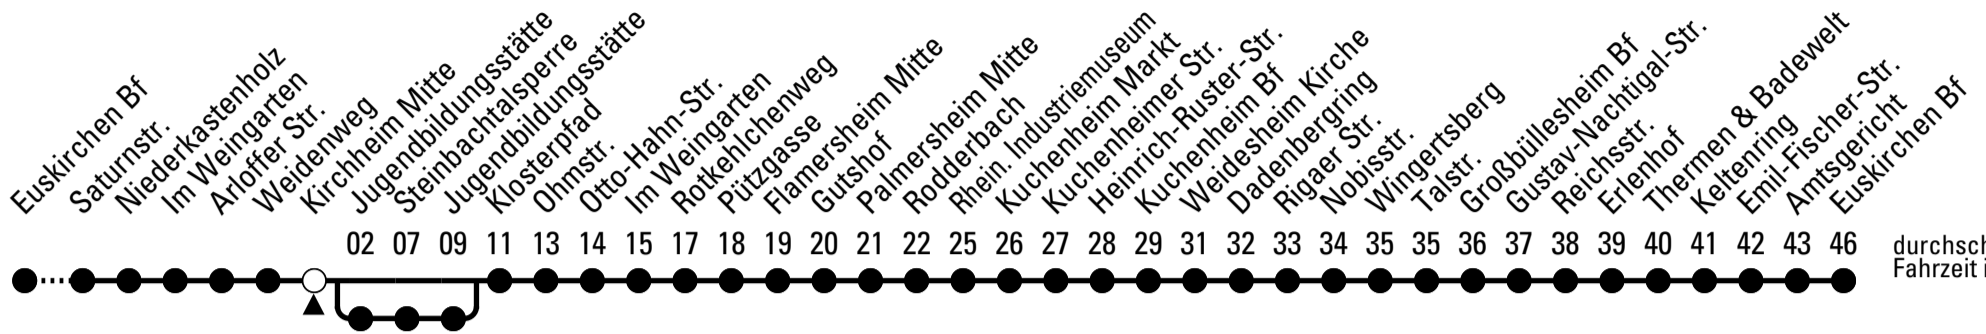 Euskirchen Bf
Saturnstr.
Niederkastenholz
Im Weingarten
Arloffer Str.
Weidenweg
Kirchheim Mitte
Jugendbildungsstätte
Steinbachtalsperre
Jugendbildungsstätte
Klosterpfad
Ohmstr.
Otto-Hahn-Str.
Im Weingarten
Rotkehlchenweg
Pützgasse
Flamersheim Mitte
Gutshof
Palmersheim Mitte
Rodderbach
Rhein. Industriemuseum
Kuchenheim Markt
Kuchenheimer Str.
Heinrich-Ruster-Str.
Kuchenheim Bf
Weidesheim Kirche
Dadenbergring
Rigaer Str.
Nobisstr.
Wingertsberg
Talstr.
Großbüllesheim Bf
Gustav-Nachtigal-Str.
Reichsstr.
Erlenhof
Thermen & Badewelt
Keltenring
Emil-Fischer-Str.
Amtsgericht
Euskirchen Bf
02 07 09 11 13 14 15 17 18 19 20 21 22 25 26 27 28 29 31 32 33 34 35 35 36 37 38 39 40 41 42 43 46
durchsch
Fahrzeit i